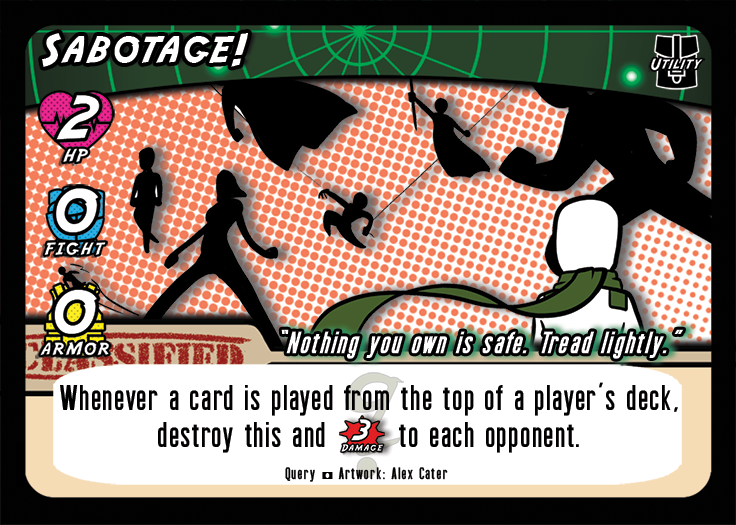 Sabotage!
Utility
2
HP
0
Fight
0
Armor
Classified
"Nothing you own is safe. Tread lightly."
Whenever a card is played from the top of a player's deck,
destroy this and 3 Damage to each opponent.
Query Artwork: Alex Cater